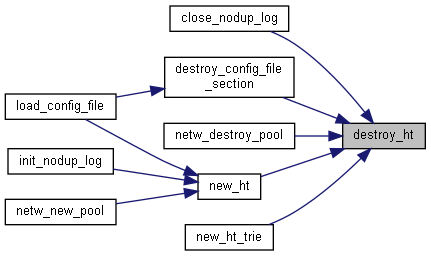 close_nodup_log
destroy_config_file
_section
load_config_file
netw_destroy_pool
destroy_ht
init_nodup_log
new_ht
netw_new_pool
new_ht_trie